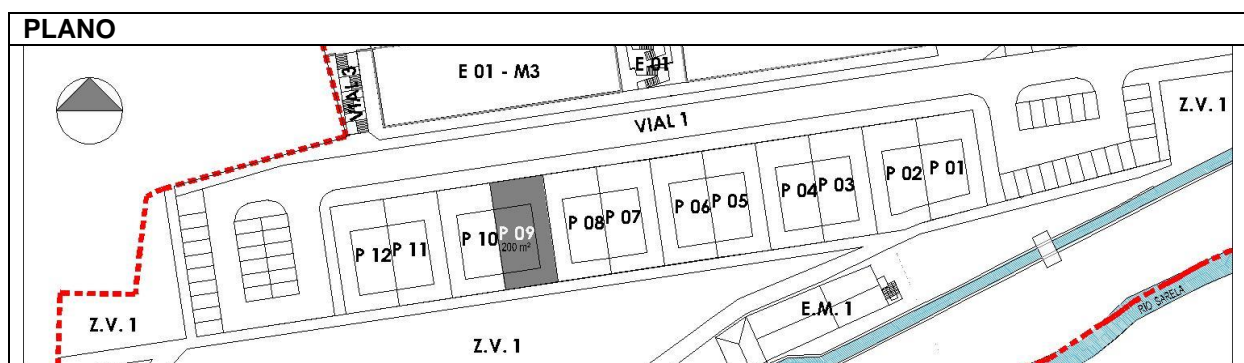 PLANO
E 01 - M3
E 01
VIAL 3
VIAL 1
Z.V. 1
P 12
P 11
P 10
P 09
200 m²
P 08
P 07
P 06
P 05
P 04
P 03
P 02
P 01
Z.V. 1
Z.V. 1
E.M. 1
RIO SARELA